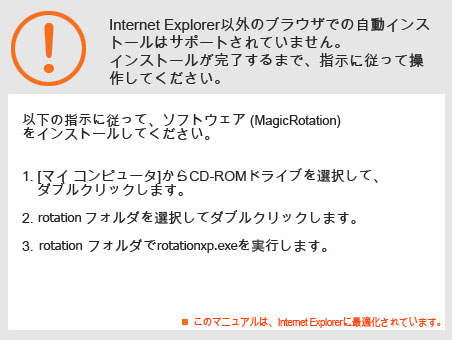 Internet Explorer以外のブラウザでの自動インス
トールはサポートされていません。
インストールが完了するまで、指示に従って操
作してください。
以下の指示に従って、ソフトウェア (MagicRotation)
をインストールしてください。
1. [マイ コンピュータ]からCD-ROMドライブを選択して、
ダブルクリックします。
2. rotation フォルダを選択してダブルクリックします。
3. rotation フォルダでrotationxp.exeを実行します。
■ このマニュアルは、Internet Explorerに最適化されています。